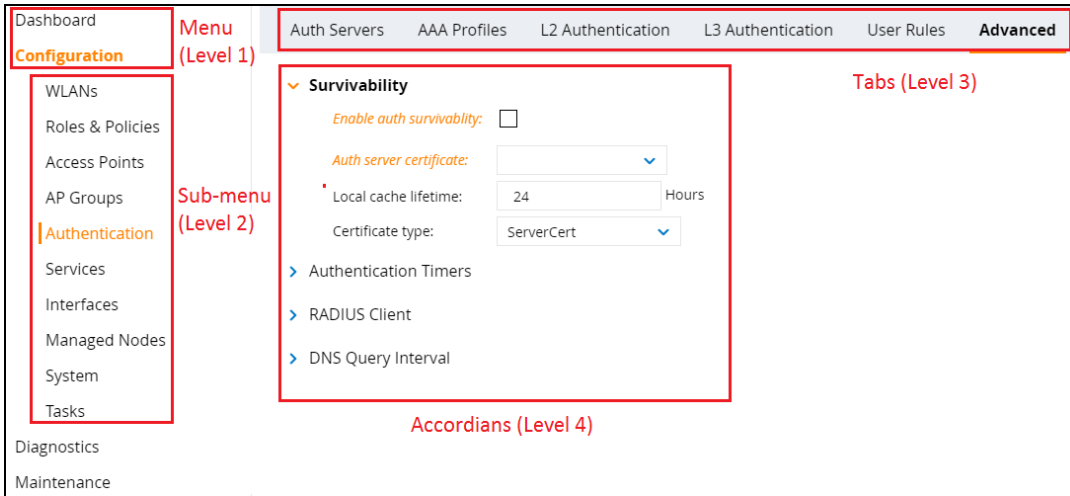 Dashboard
Configuration
Menu
(Level 1)
WLANs
Roles & Policies
Access Points
AP Groups
Authentication
Services
Interfaces
Managed Nodes
System
Tasks
Sub-menu
(Level 2)
Diagnostics
Maintenance
Auth Servers AAA Profiles L2 Authentication L3 Authentication User Rules Advanced
Tabs (Level 3)
Survivability
Enable auth survivablity:
Auth server certificate:
Local cache lifetime: 24 Hours
Certificate type: ServerCert
Authentication Timers
RADIUS Client
DNS Query Interval
Accordians (Level 4)